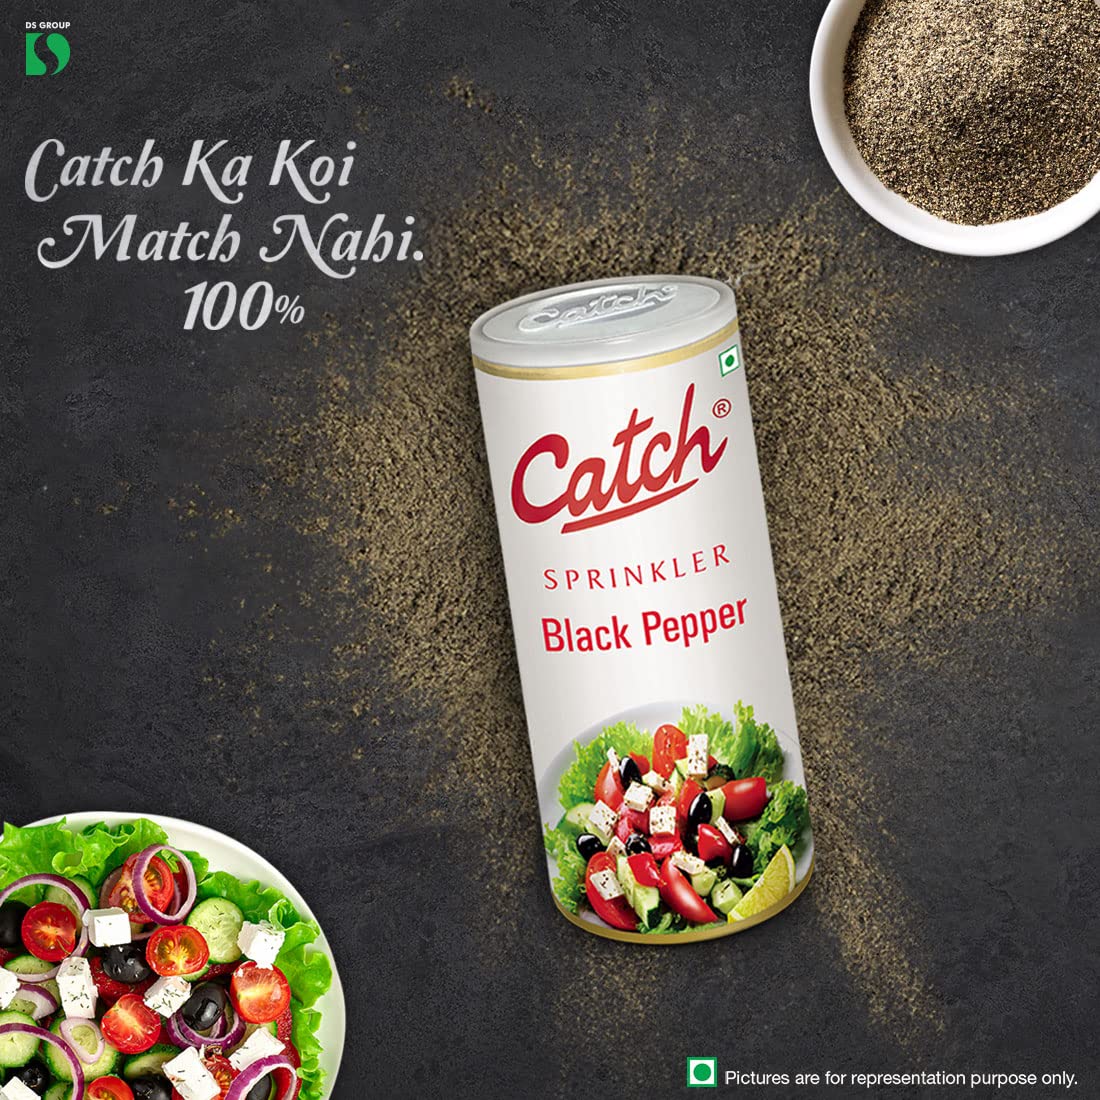 DS GROUP
Catch Ka Koi
Match Nahi.
100%
Catch
Catch®
SPRINKLER
Black Pepper
Pictures are for representation purpose only.